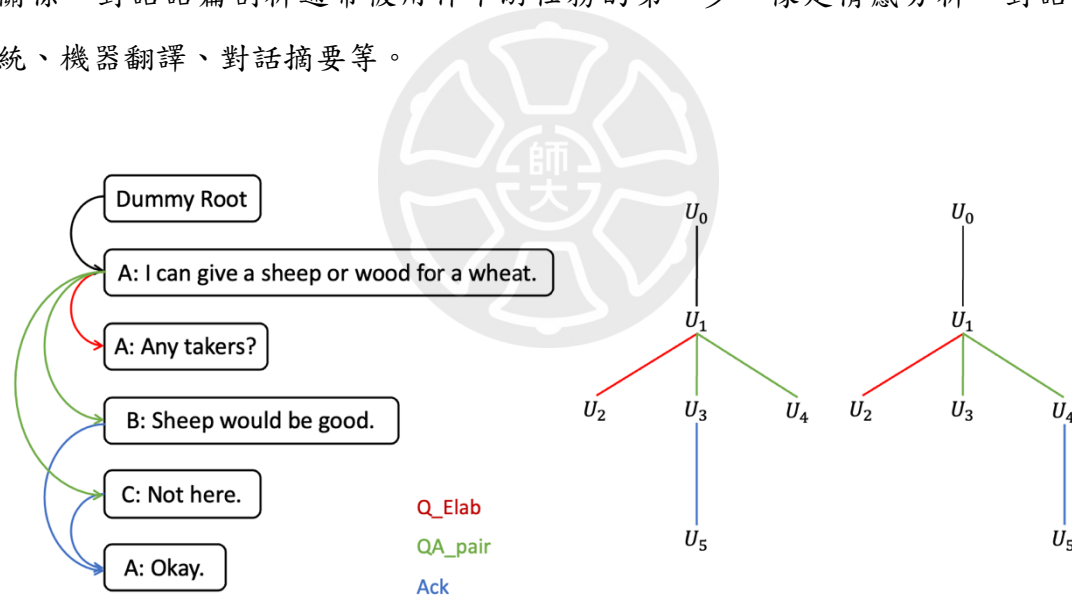 統、機器翻譯、對話摘要等。
師大
Dummy Root
A: I can give a sheep or wood for a wheat.
A: Any takers?
B: Sheep would be good.
C: Not here.
A: Okay.
Q_Elab
QA_pair
Ack
U0
U1
U2 U3 U4
U5
U0
U1
U2 U3 U4
U5